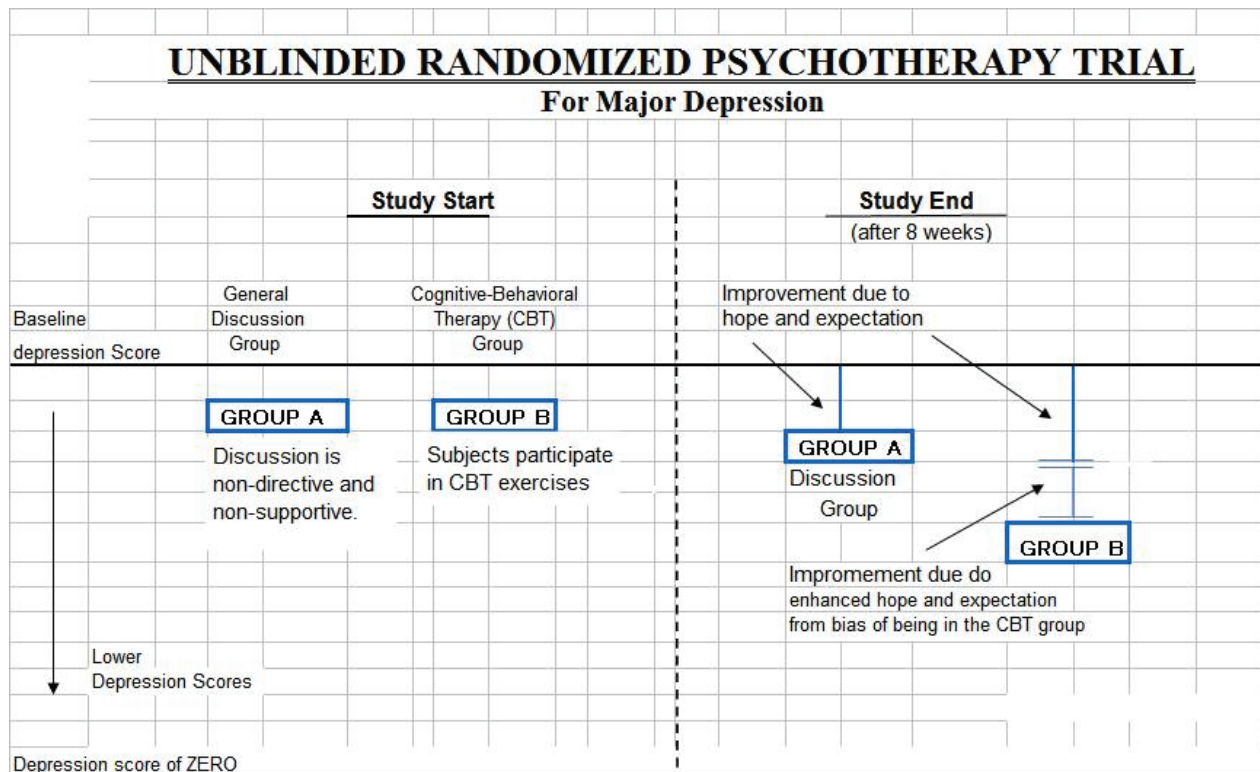 UNBLINDED RANDOMIZED PSYCHOTHERAPY TRIAL
For Major Depression
Study Start
Study End
(after 8 weeks)
General
Discussion
Group
Cognitive-Behavioral
Therapy (CBT)
Group
Improvement due to
hope and expectation
Baseline
depression Score
GROUP A
GROUP B
Discussion is
non-directive and
non-supportive.
Subjects participate
in CBT exercises
GROUP A
Discussion
Group
GROUP B
Impromement due do
enhanced hope and expectation
from bias of being in the CBT group
Lower
Depression Scores
Depression score of ZERO